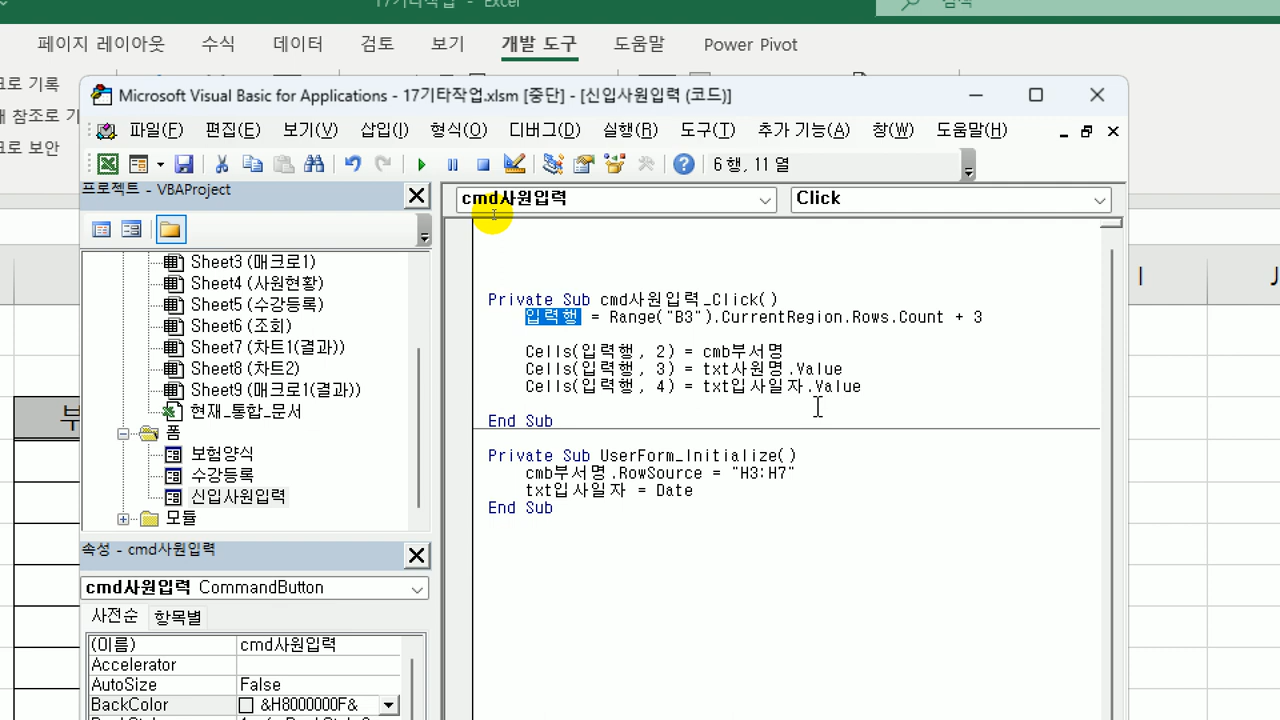 17기타작업 - Excel
검색
페이지 레이아웃 수식 데이터 검토 보기 개발 도구 도움말 Power Pivot
크로 기록
참조로 기
크로 보안
Microsoft Visual Basic for Applications - 17기타작업.xlsm [중단] - [신입사원입력 (코드)]
파일(F) 편집(E) 보기(V) 삽입(I) 형식(O) 디버그(D) 실행(R) 도구(T) 추가 기능(A) 창(W) 도움말(H)
6 행, 11 열
프로젝트 - VBAProject
cmd사원입력 Click
Sheet3 (매크로1)
Sheet4 (사원현황)
Sheet5 (수강등록)
Sheet6 (조회)
Sheet7 (차트1(결과))
Sheet8 (차트2)
Sheet9 (매크로1(결과))
현재_통합_문서
폼
보험양식
수강등록
신입사원입력
모듈
Private Sub cmd사원입력_Click()
입력행 = Range("B3").CurrentRegion.Rows.Count + 3
Cells(입력행, 2) = cmb부서명
Cells(입력행, 3) = txt사원명.Value
Cells(입력행, 4) = txt입사일자.Value
End Sub
Private Sub UserForm_Initialize()
cmb부서명.RowSource = "H3:H7"
txt입사일자 = Date
End Sub
속성 - cmd사원입력
cmd사원입력 CommandButton
사전순 항목별
(이름) cmd사원입력
Accelerator
AutoSize False
BackColor &H8000000F&
부
I
J